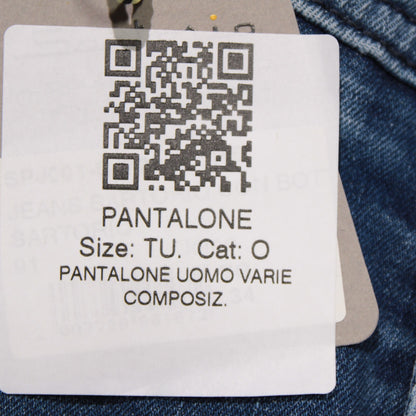 PANTALONE
Size: TU. Cat: O
PANTALONE UOMO VARIE
COMPOSIZ.